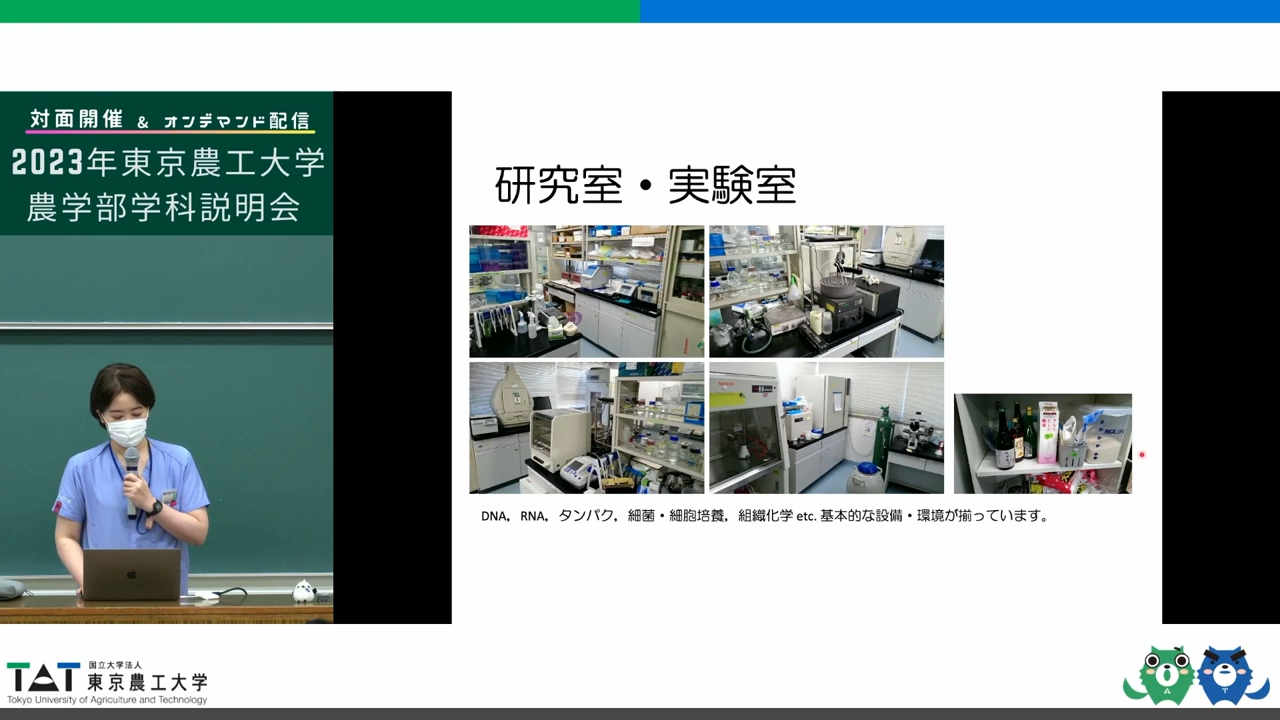 対面開催 & オンデマンド配信
2023年東京農工大学
農学部学科説明会
研究室・実験室
DNA，RNA，タンパク，細菌・細胞培養，組織化学 etc. 基本的な設備・環境が揃っています。
TAT
国立大学法人
東京農工大学
Tokyo University of Agriculture and Technology